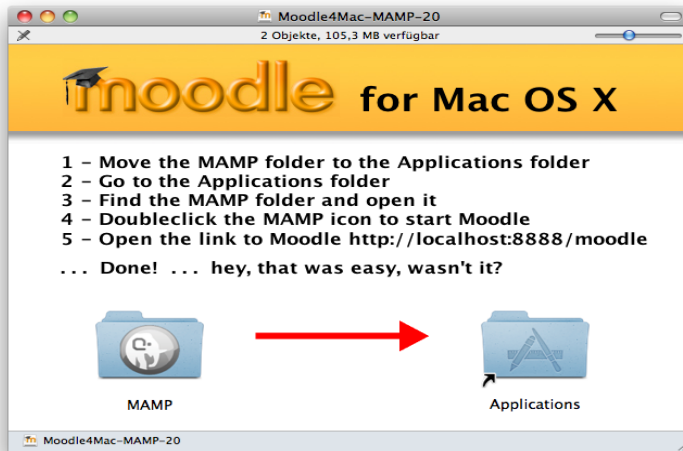 Moodle4Mac-MAMP-20
2 Objekte, 105,3 MB verfügbar
moodle for Mac OS X
1 - Move the MAMP folder to the Applications folder
2 - Go to the Applications folder
3 - Find the MAMP folder and open it
4 - Doubleclick the MAMP icon to start Moodle
5 - Open the link to Moodle http://localhost:8888/moodle
... Done! ... hey, that was easy, wasn't it?
MAMP
Applications
Moodle4Mac-MAMP-20